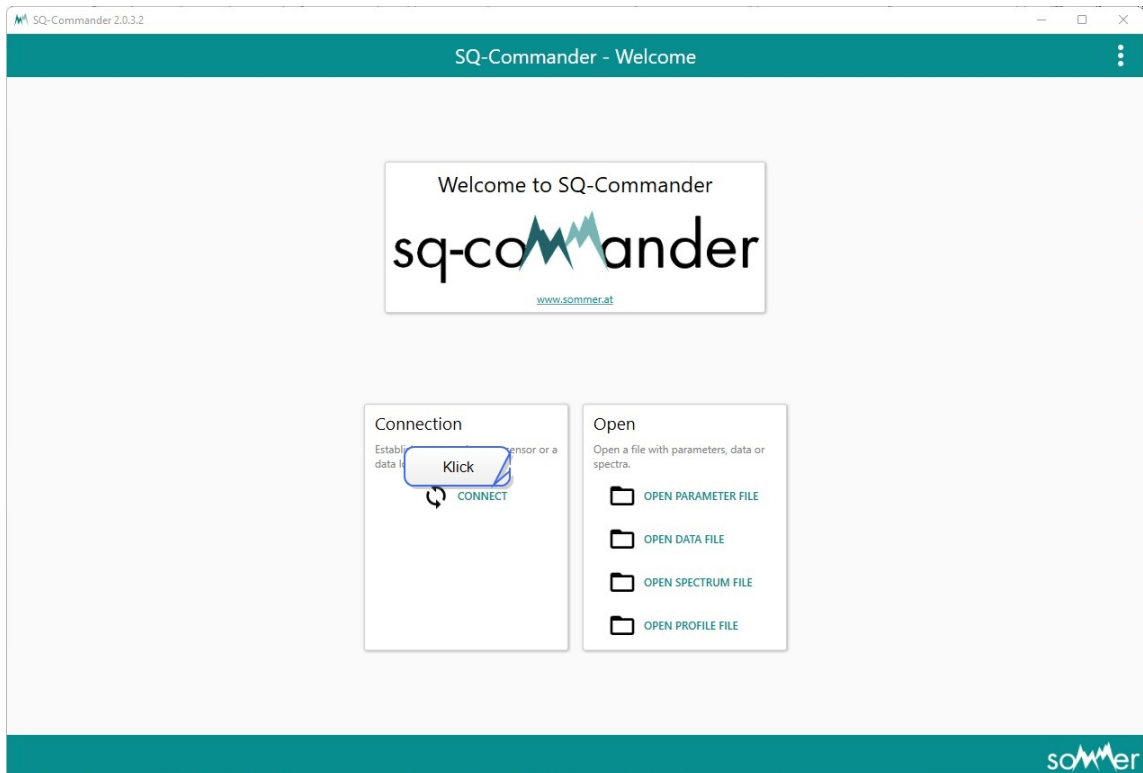 SQ-Commander 2.0.3.2
SQ-Commander - Welcome
Welcome to SQ-Commander
sq-commander
www.sommer.at
Connection
ensor or a
data
Klick
CONNECT
Open
Open a file with parameters, data or
spectra.
OPEN PARAMETER FILE
OPEN DATA FILE
OPEN SPECTRUM FILE
OPEN PROFILE FILE
sommer